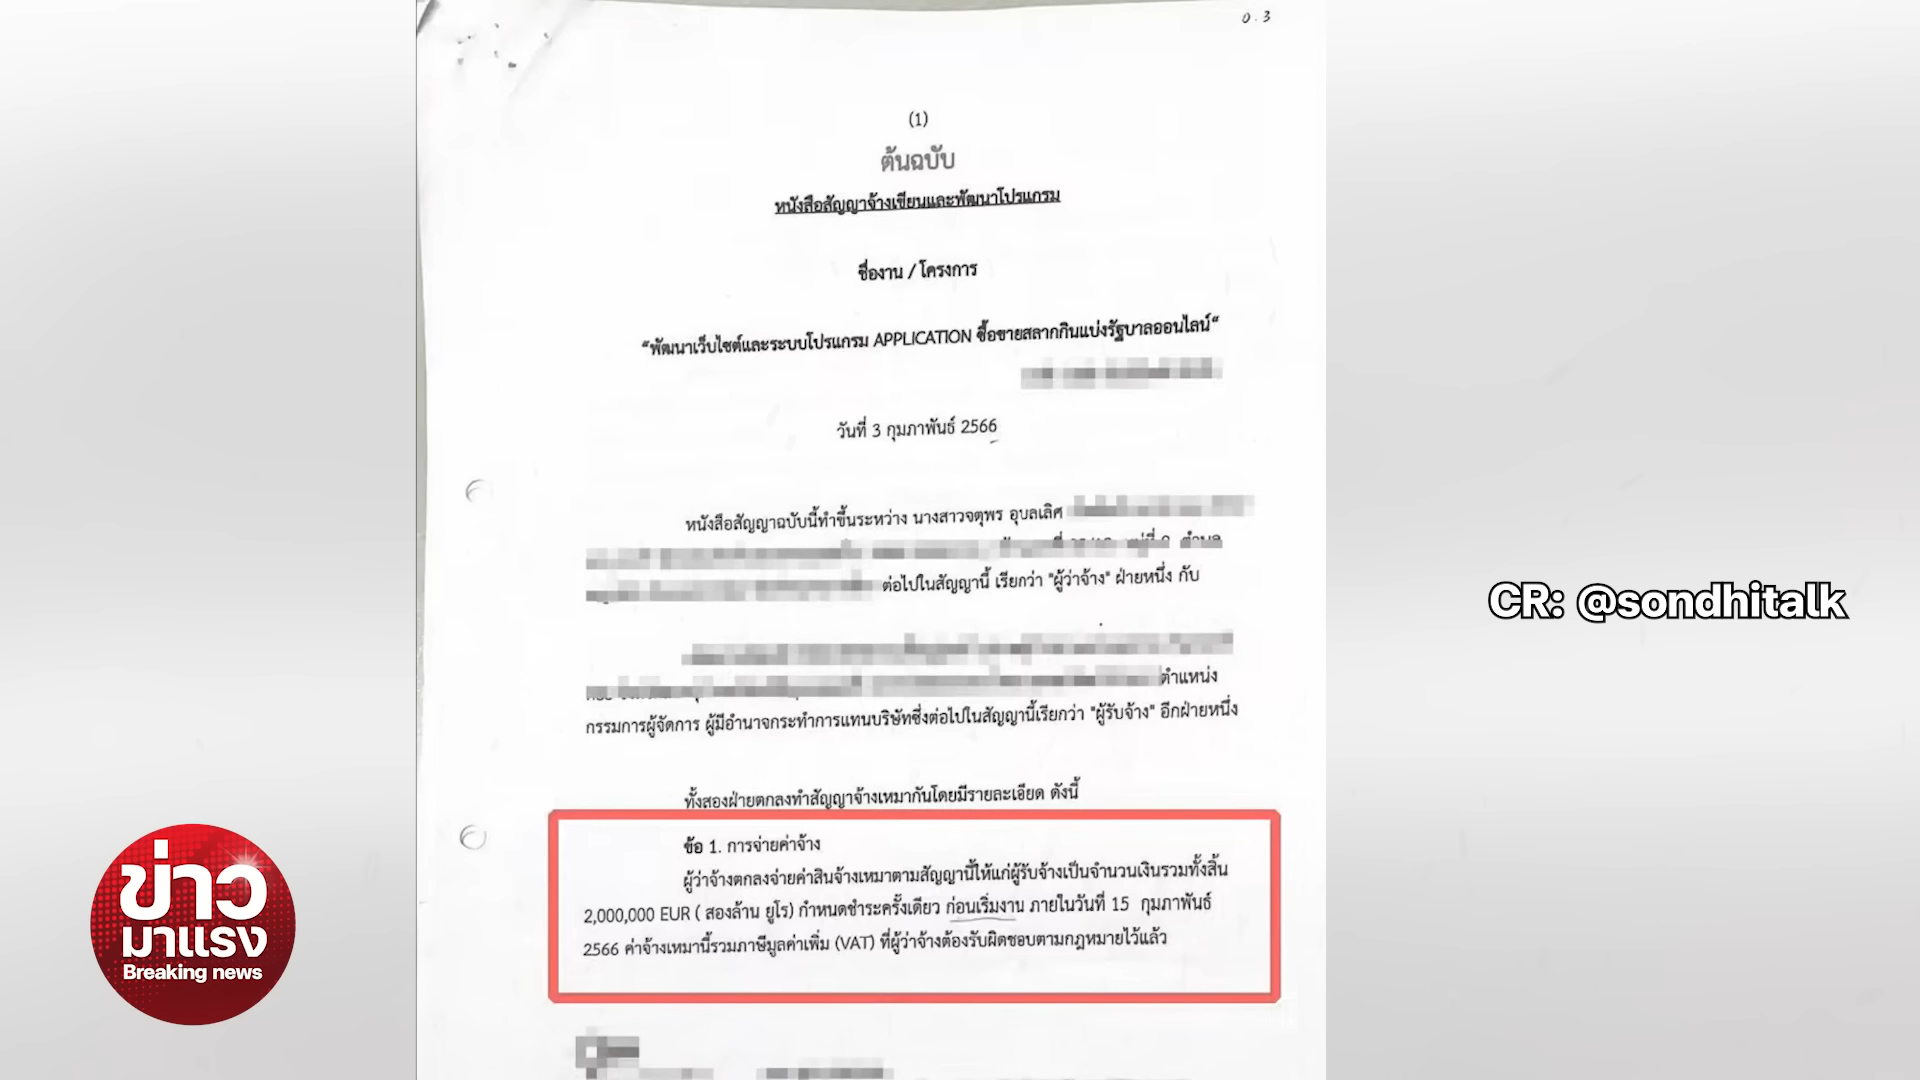 0.3
(1)
ต้นฉบับ
หนังสือสัญญาจ้างเขียนและพัฒนาโปรแกรม
ชื่องาน / โครงการ
“พัฒนาเว็บไซต์และระบบโปรแกรม APPLICATION ซื้อขายสลากกินแบ่งรัฐบาลออนไลน์“
วันที่ 3 กุมภาพันธ์ 2566
หนังสือสัญญาฉบับนี้ทำขึ้นระหว่าง นางสาวจตุพร อุบลเลิศ
ตำบล
ต่อไปในสัญญานี้ เรียกว่า "ผู้ว่าจ้าง" ฝ่ายหนึ่ง กับ
ตำแหน่ง
กรรมการผู้จัดการ ผู้มีอำนาจกระทำการแทนบริษัทซึ่งต่อไปในสัญญานี้เรียกว่า "ผู้รับจ้าง" อีกฝ่ายหนึ่ง
ทั้งสองฝ่ายตกลงทำสัญญาจ้างเหมากันโดยมีรายละเอียด ดังนี้
ข้อ 1. การจ่ายค่าจ้าง
ผู้ว่าจ้างตกลงจ่ายค่าสินจ้างเหมาตามสัญญานี้ให้แก่ผู้รับจ้างเป็นจำนวนเงินรวมทั้งสิ้น
2,000,000 EUR ( สองล้าน ยูโร) กำหนดชำระครั้งเดียว ก่อนเริ่มงาน ภายในวันที่ 15 กุมภาพันธ์
2566 ค่าจ้างเหมานี้รวมภาษีมูลค่าเพิ่ม (VAT) ที่ผู้ว่าจ้างต้องรับผิดชอบตามกฎหมายไว้แล้ว
CR: @sondhitalk
ข่าว
มาแรง
Breaking news